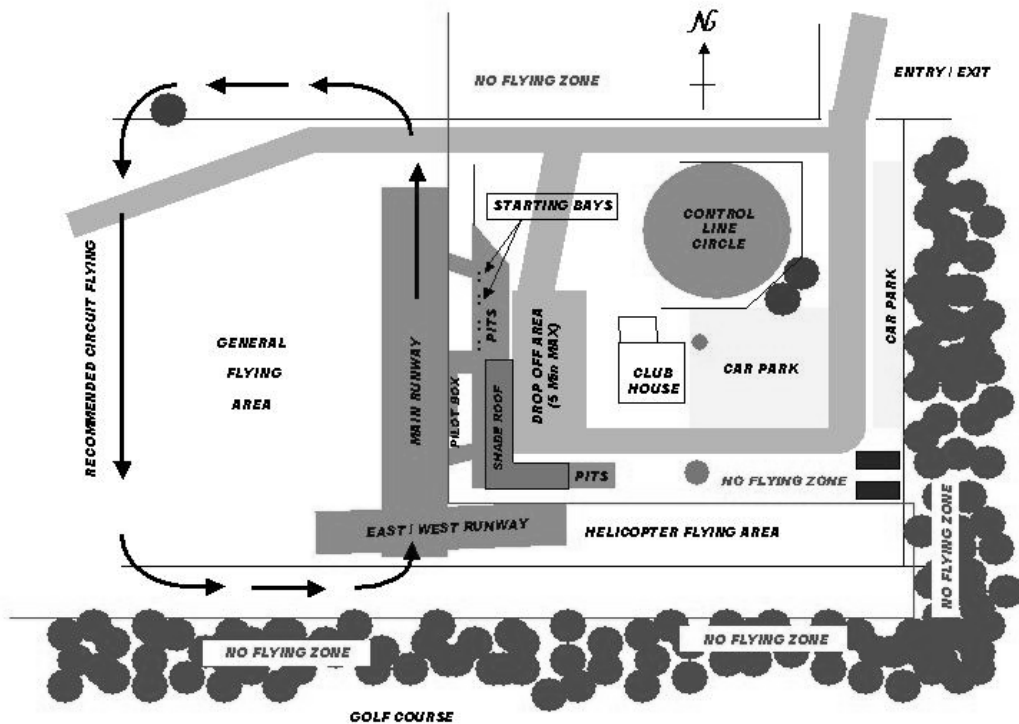 N
NO FLYING ZONE
ENTRY / EXIT
STARTING BAYS
CONTROL
LINE
CIRCLE
RECOMMENDED CIRCUIT FLYING
GENERAL
FLYING
AREA
MAIN RUNWAY
PILOT BOX
PITS
SHADE ROOF
DROP OFF AREA
(5 Min MAX)
CLUB
HOUSE
CAR PARK
CAR PARK
PITS
NO FLYING ZONE
EAST / WEST RUNWAY
HELICOPTER FLYING AREA
NO FLYING ZONE
NO FLYING ZONE
NO FLYING ZONE
GOLF COURSE